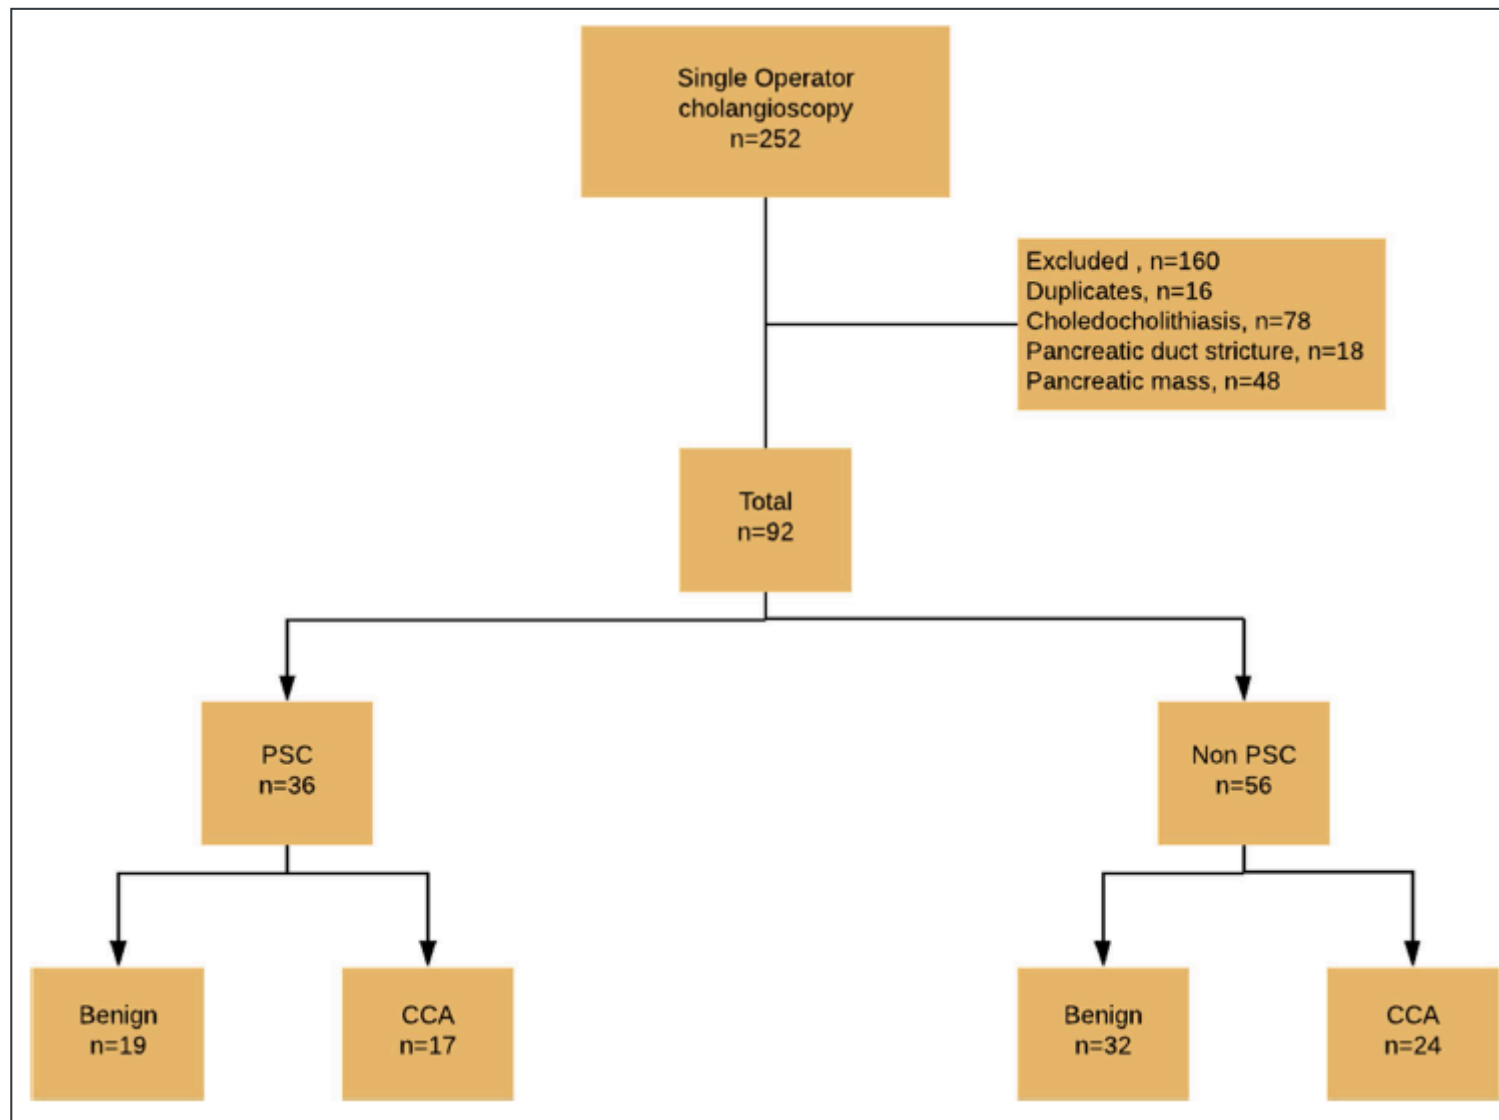 Single Operator
cholangioscopy
n=252
Excluded , n=160
Duplicates, n=16
Choledocholithiasis, n=78
Pancreatic duct stricture, n=18
Pancreatic mass, n=48
Total
n=92
PSC
n=36
Non PSC
n=56
Benign
n=19
CCA
n=17
Benign
n=32
CCA
n=24